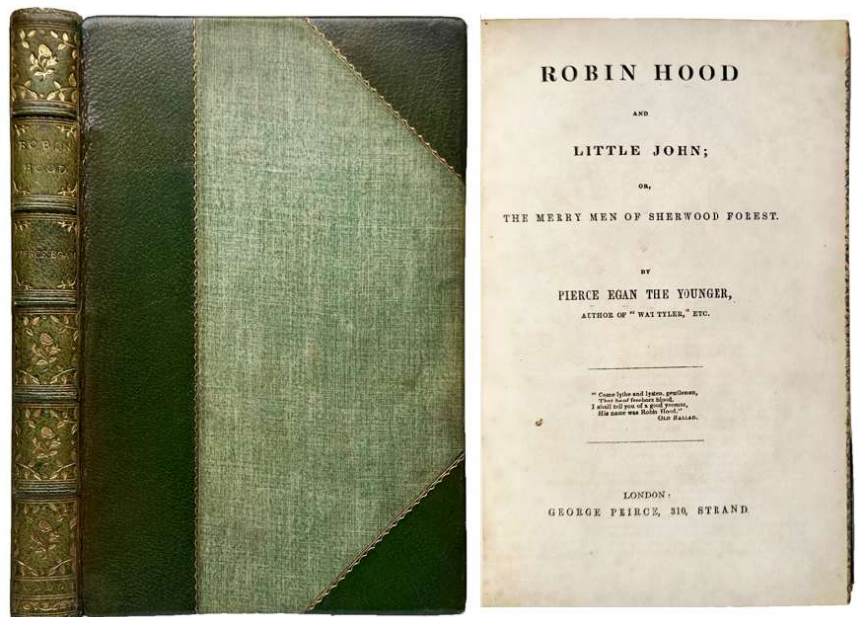 ROBIN
HOOD
PIERCE EGAN
ROBIN HOOD
AND
LITTLE JOHN;
OR,
THE MERRY MEN OF SHERWOOD FOREST.
BY
PIERCE EGAN THE YOUNGER,
AUTHOR OF "WAT TYLER," ETC.
"Come lythe and lysten, gentlemen,
That be of freeborn blood,
I shall tell you of a good yeoman,
His name was Robin Hood."
OLD BALLAD.
LONDON:
GEORGE PEIRCE, 310, STRAND